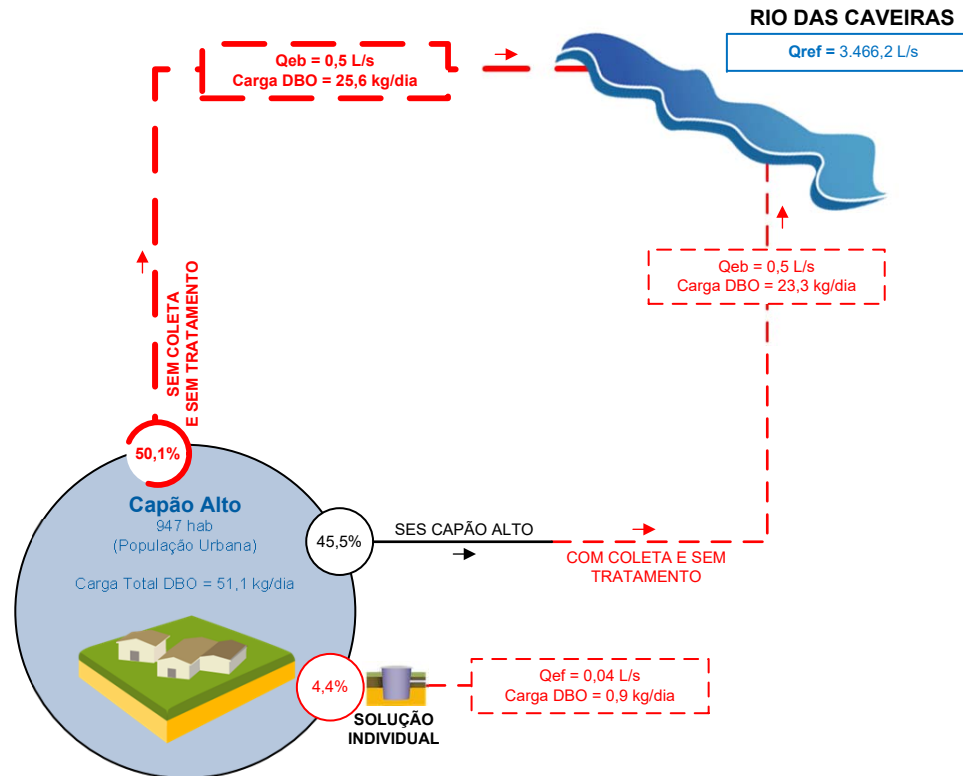 RIO DAS CAVEIRAS
Qref = 3.466,2 L/s
Qeb = 0,5 L/s
Carga DBO = 25,6 kg/dia
SEM COLETA
E SEM TRATAMENTO
Qeb = 0,5 L/s
Carga DBO = 23,3 kg/dia
50,1%
Capão Alto
947 hab
(População Urbana)
Carga Total DBO = 51,1 kg/dia
45,5%
SES CAPÃO ALTO
COM COLETA E SEM
TRATAMENTO
4,4%
SOLUÇÃO
INDIVIDUAL
Qef = 0,04 L/s
Carga DBO = 0,9 kg/dia